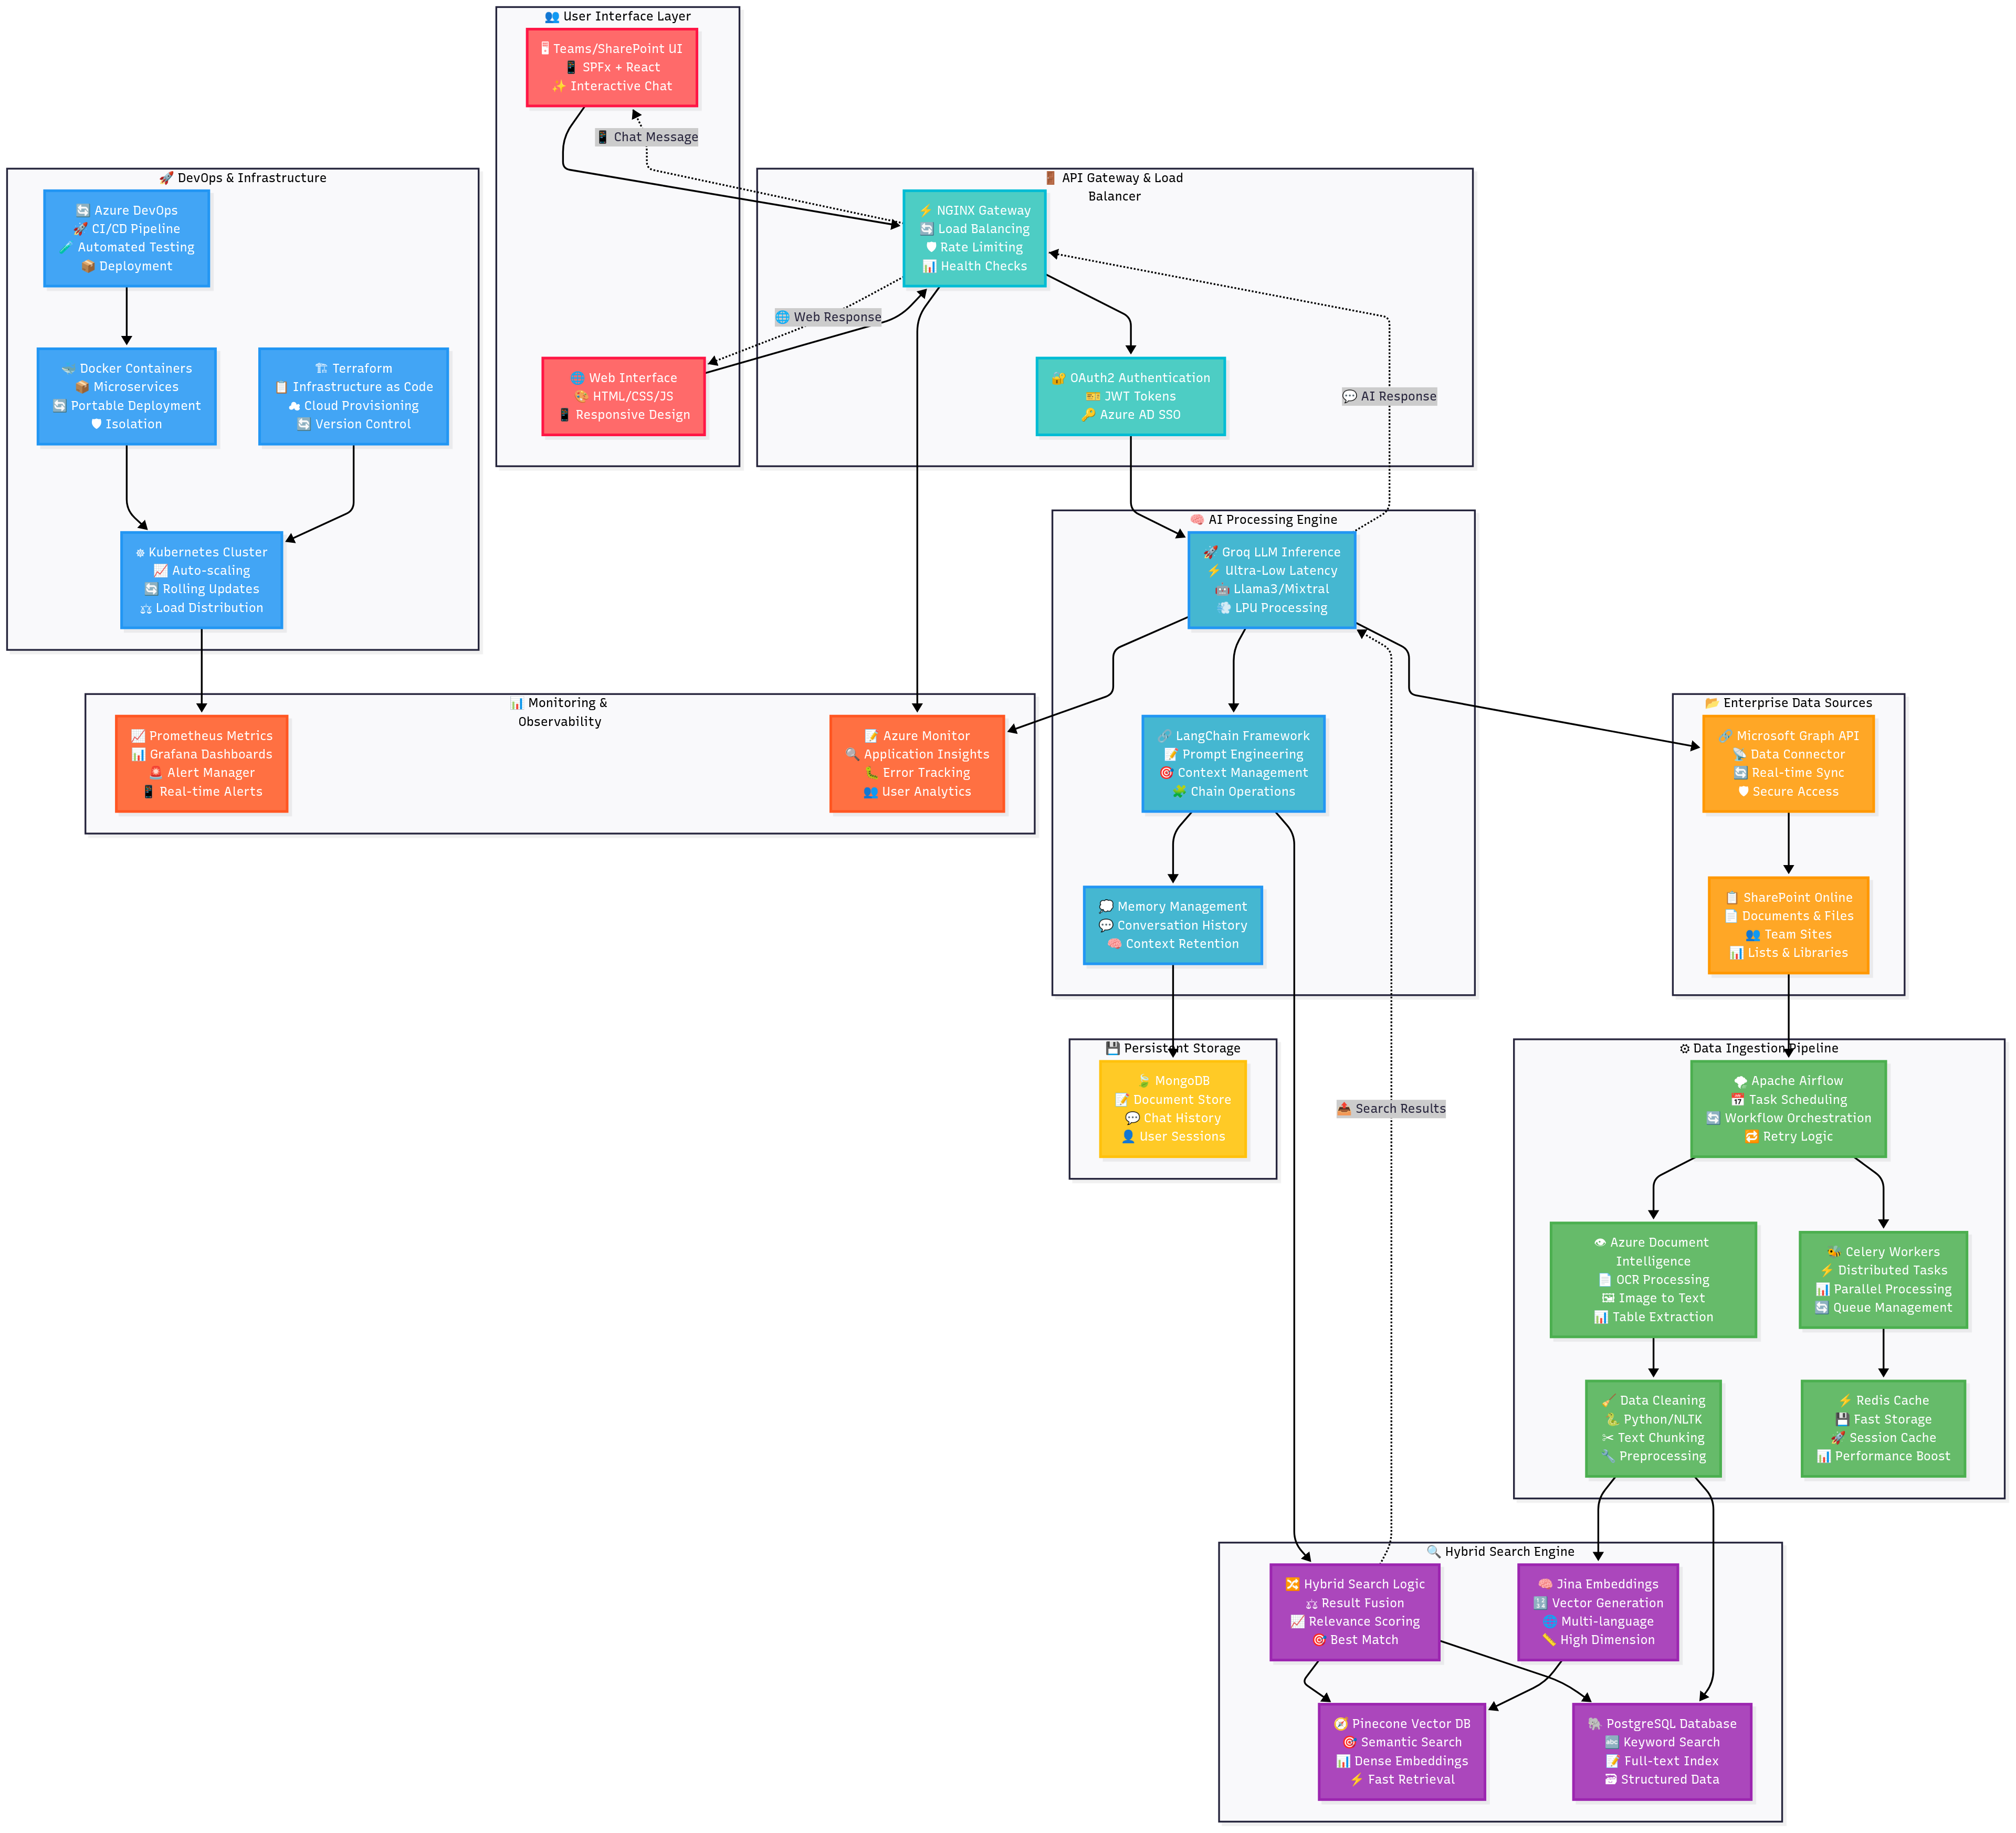 👥 User Interface Layer
🖥 Teams/SharePoint UI
📱 SPFx + React
✨ Interactive Chat
📱 Chat Message
🌐 Web Response
🌐 Web Interface
🎨 HTML/CSS/JS
📱 Responsive Design
🚪 API Gateway & Load
Balancer
⚡ NGINX Gateway
🔄 Load Balancing
🛡 Rate Limiting
📊 Health Checks
🔐 OAuth2 Authentication
🎫 JWT Tokens
🔑 Azure AD SSO
💬 AI Response
🚀 DevOps & Infrastructure
🔄 Azure DevOps
🚀 CI/CD Pipeline
🧪 Automated Testing
📦 Deployment
🐳 Docker Containers
📦 Microservices
🔄 Portable Deployment
🛡 Isolation
🏗 Terraform
📋 Infrastructure as Code
☁ Cloud Provisioning
🔄 Version Control
☸ Kubernetes Cluster
📈 Auto-scaling
🔄 Rolling Updates
⚖ Load Distribution
🧠 AI Processing Engine
🚀 Groq LLM Inference
⚡ Ultra-Low Latency
🤖 Llama3/Mixtral
💨 LPU Processing
🔗 LangChain Framework
📝 Prompt Engineering
🎯 Context Management
🧩 Chain Operations
💭 Memory Management
💬 Conversation History
🧠 Context Retention
📊 Monitoring &
Observability
📈 Prometheus Metrics
📊 Grafana Dashboards
🚨 Alert Manager
📱 Real-time Alerts
📝 Azure Monitor
🔍 Application Insights
🐛 Error Tracking
👥 User Analytics
📂 Enterprise Data Sources
🔗 Microsoft Graph API
📡 Data Connector
🔄 Real-time Sync
🛡 Secure Access
📋 SharePoint Online
📄 Documents & Files
👥 Team Sites
📊 Lists & Libraries
💾 Persistent Storage
🍃 MongoDB
📝 Document Store
💬 Chat History
👤 User Sessions
📤 Search Results
⚙ Data Ingestion Pipeline
🌪 Apache Airflow
📅 Task Scheduling
🔄 Workflow Orchestration
🔁 Retry Logic
👁 Azure Document
Intelligence
📄 OCR Processing
🖼 Image to Text
📊 Table Extraction
🐝 Celery Workers
⚡ Distributed Tasks
📊 Parallel Processing
🔄 Queue Management
🧹 Data Cleaning
🐍 Python/NLTK
✂ Text Chunking
🔧 Preprocessing
⚡ Redis Cache
💾 Fast Storage
🚀 Session Cache
📊 Performance Boost
🔍 Hybrid Search Engine
🔀 Hybrid Search Logic
⚖ Result Fusion
📈 Relevance Scoring
🎯 Best Match
🧠 Jina Embeddings
🔢 Vector Generation
🌐 Multi-language
📏 High Dimension
🧭 Pinecone Vector DB
🎯 Semantic Search
📊 Dense Embeddings
⚡ Fast Retrieval
🐘 PostgreSQL Database
🔤 Keyword Search
📝 Full-text Index
🗃 Structured Data